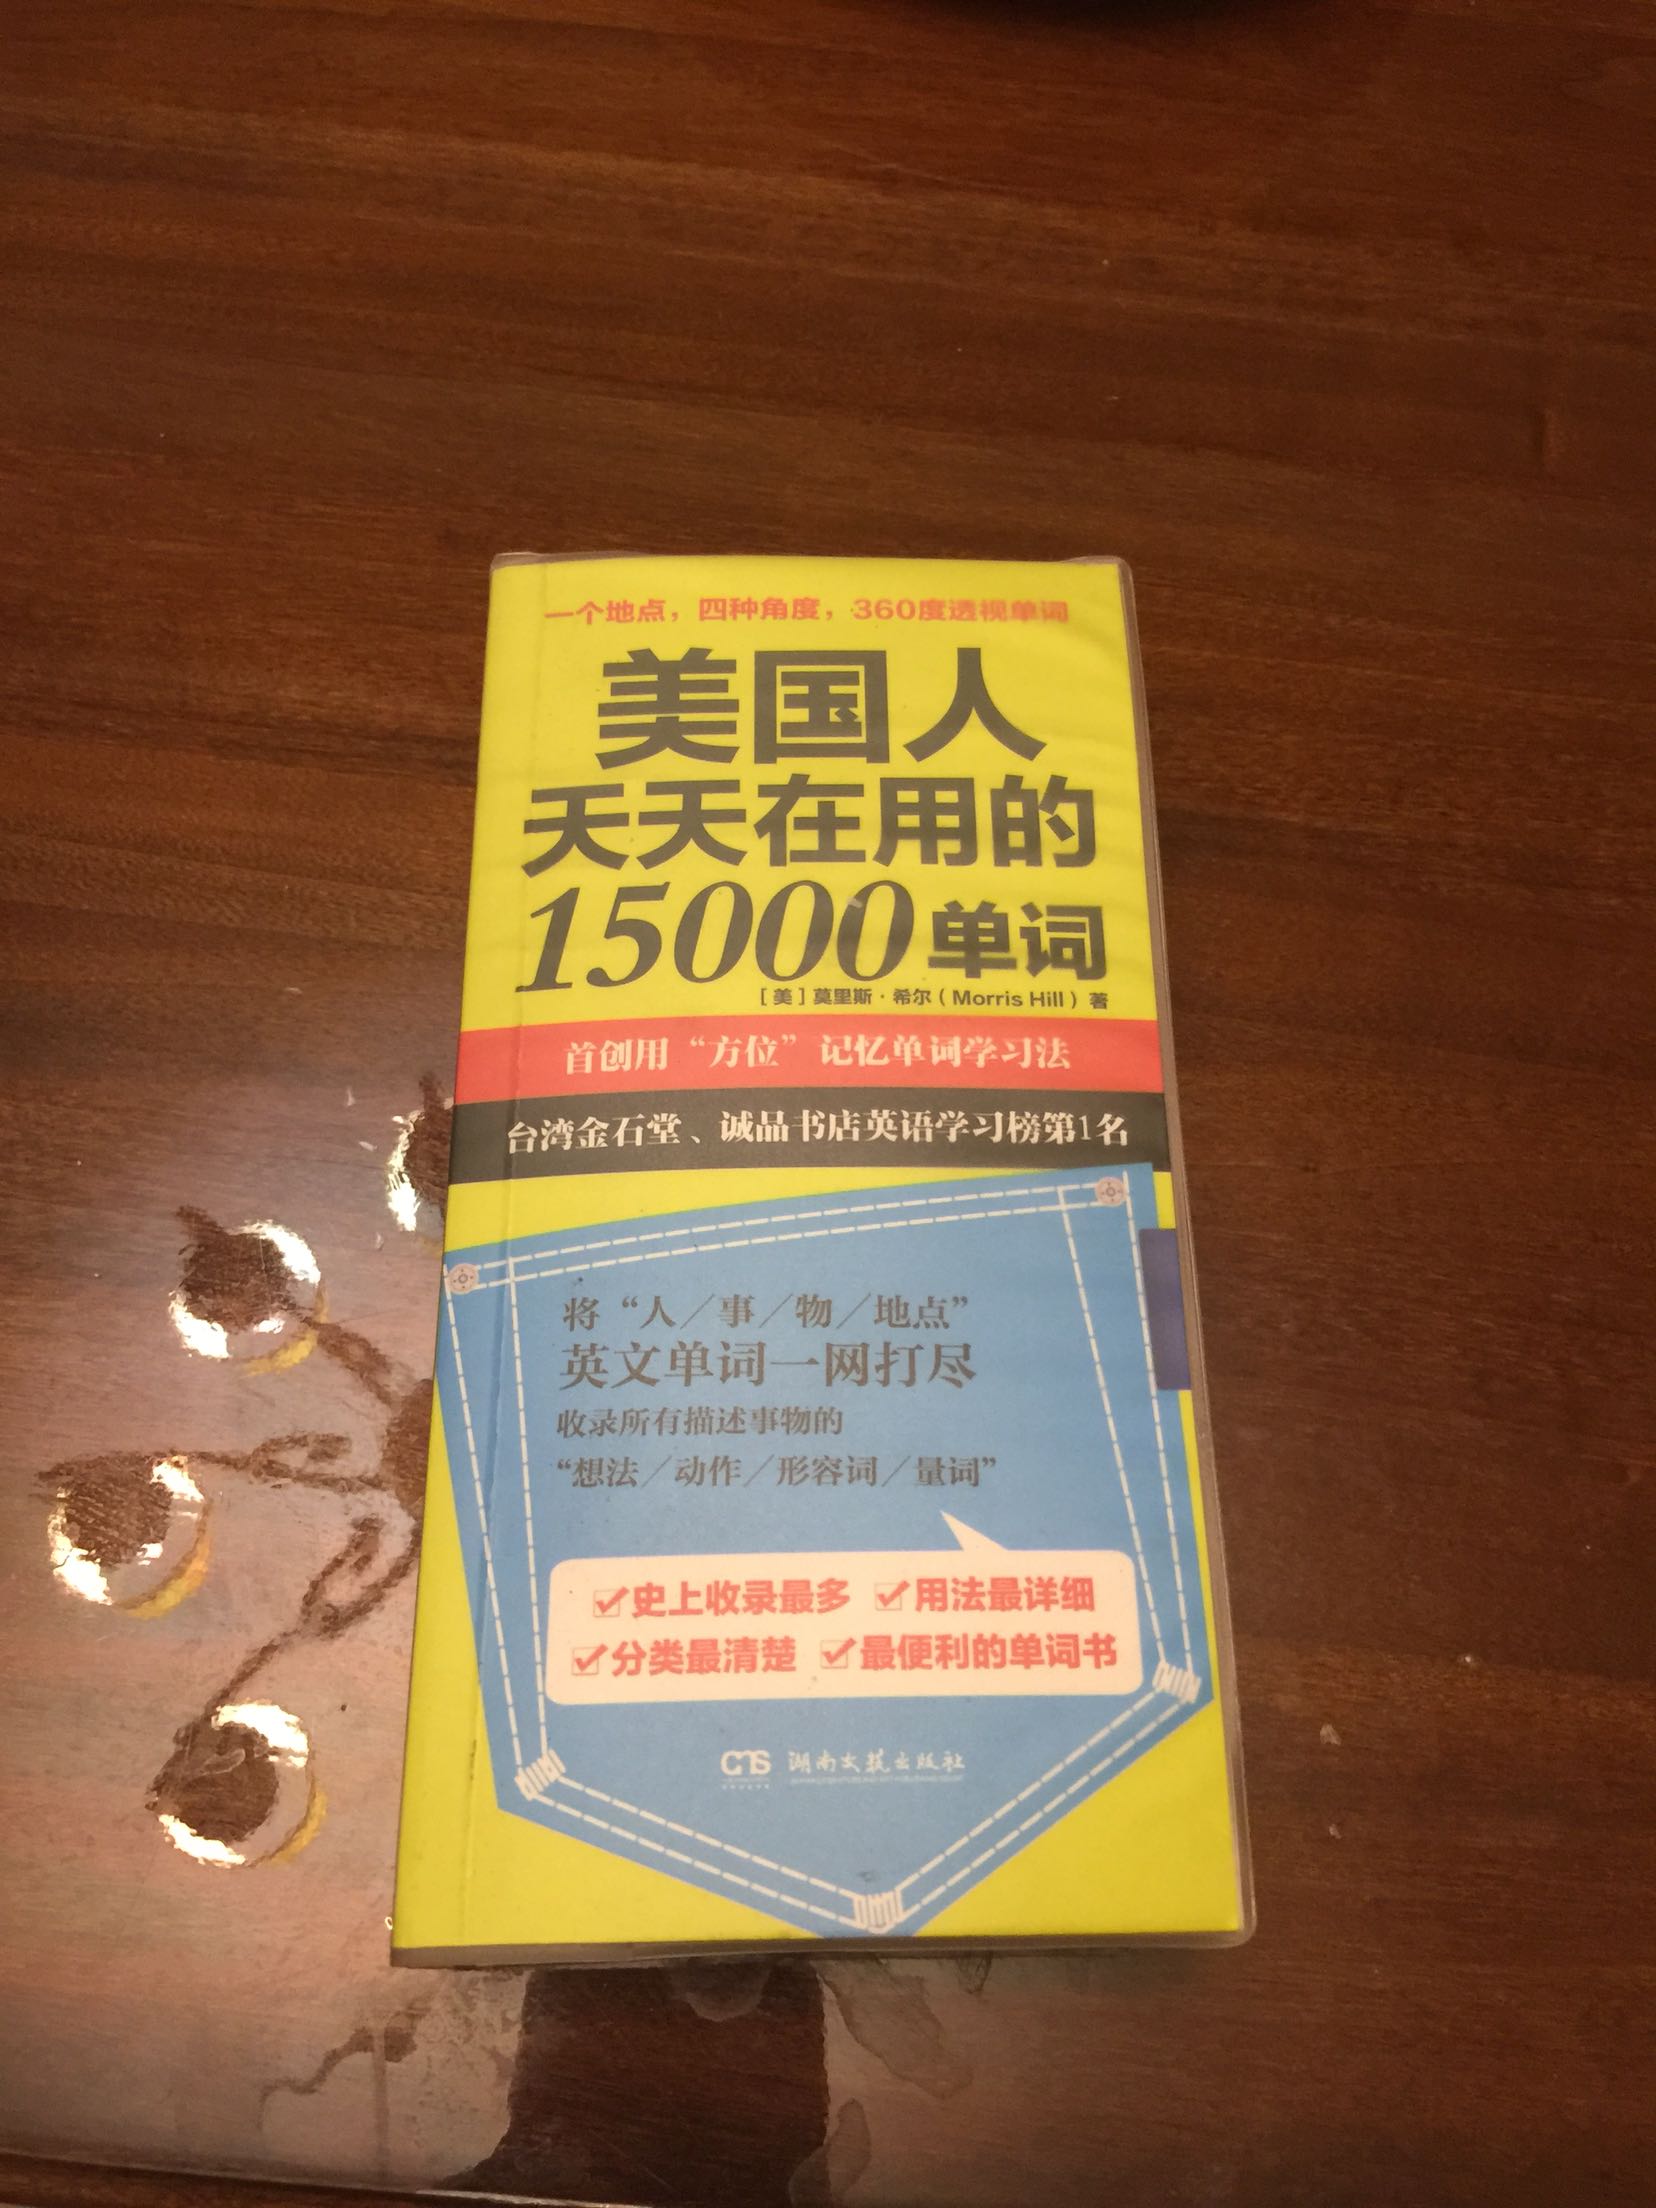 一个地点，四种角度，360度透视单词
美国人
天天在用的
15000单词
［美］莫里斯·希尔（Morris Hill）著
首创用“方位”记忆单词学习法
台湾金石堂、诚品书店英语学习榜第1名
将“人／事／物／地点”
英文单词一网打尽
收录所有描述事物的
“想法／动作／形容词／量词”
史上收录最多 用法最详细
分类最清楚 最便利的单词书
湖南文艺出版社